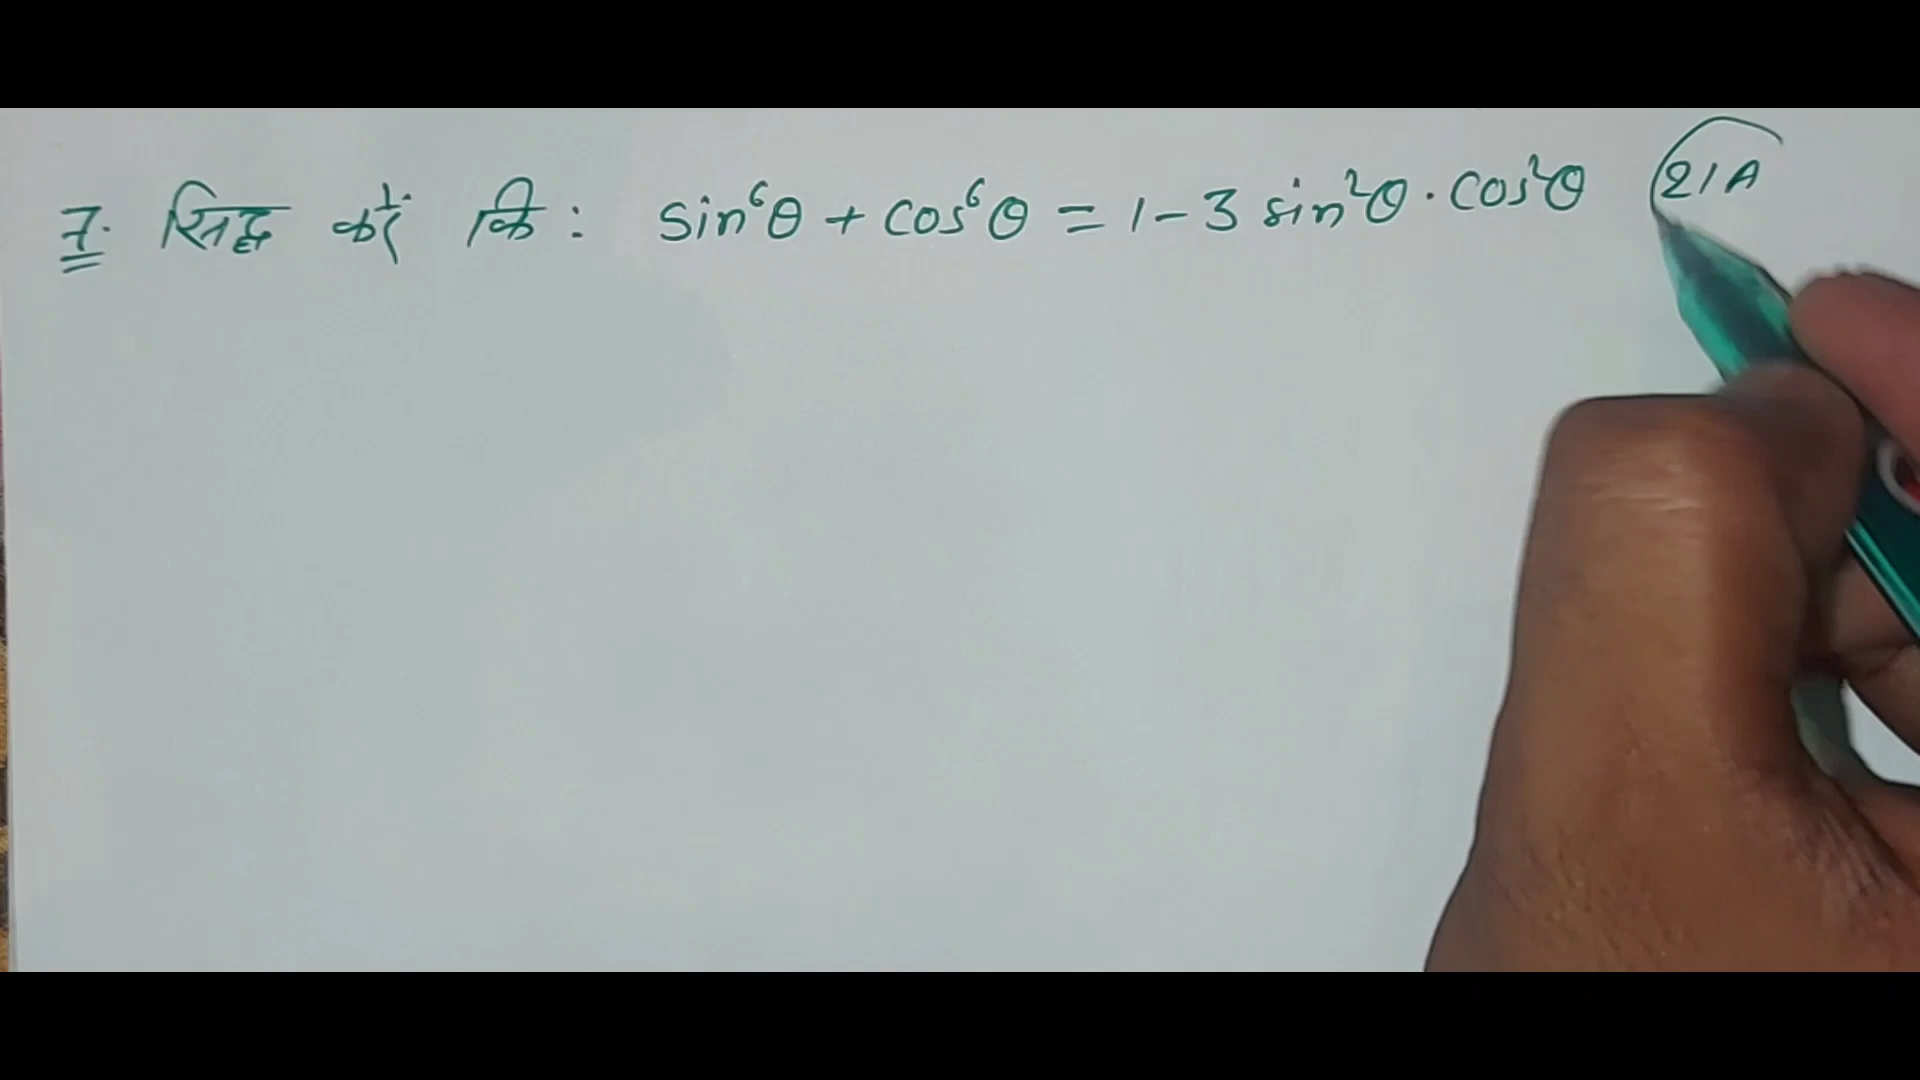 7. सिद्ध करें कि : sin⁶θ + cos⁶θ = 1 - 3 sin²θ · cos²θ (21A